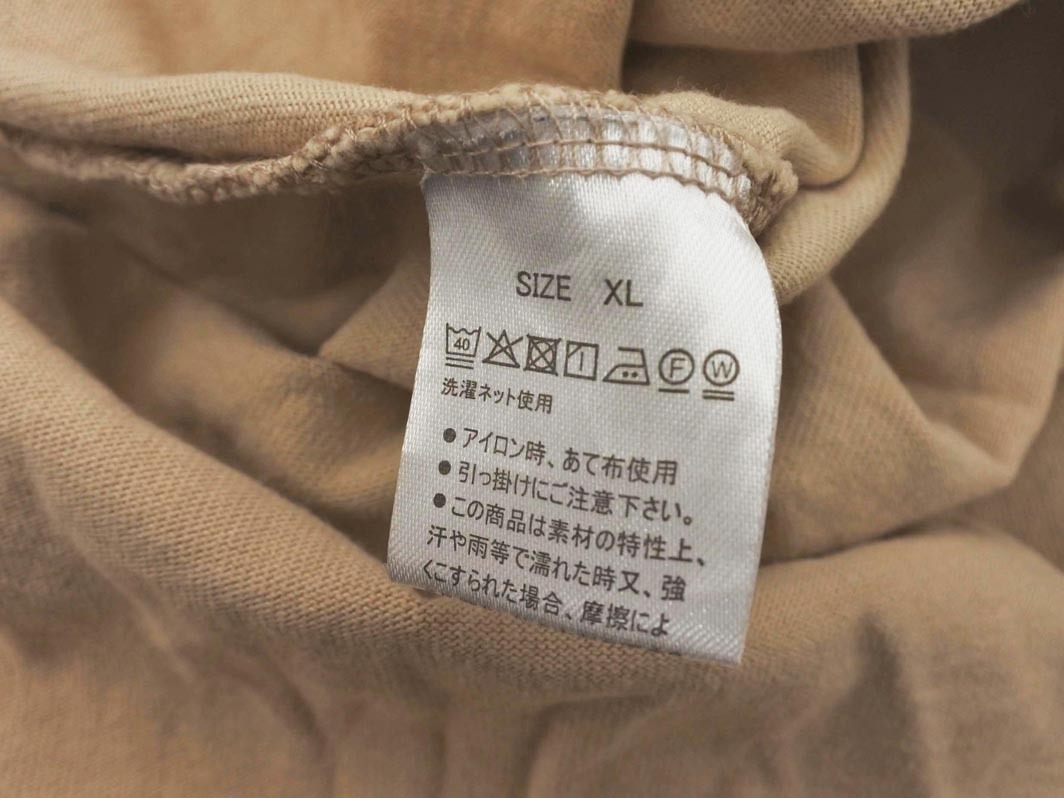 SIZE XL
40 F W
洗濯ネット使用
●アイロン時、あて布使用
●引っ掛けにご注意下さい。
●この商品は素材の特性上、
汗や雨等で濡れた時又、強
くこすられた場合、摩擦によ